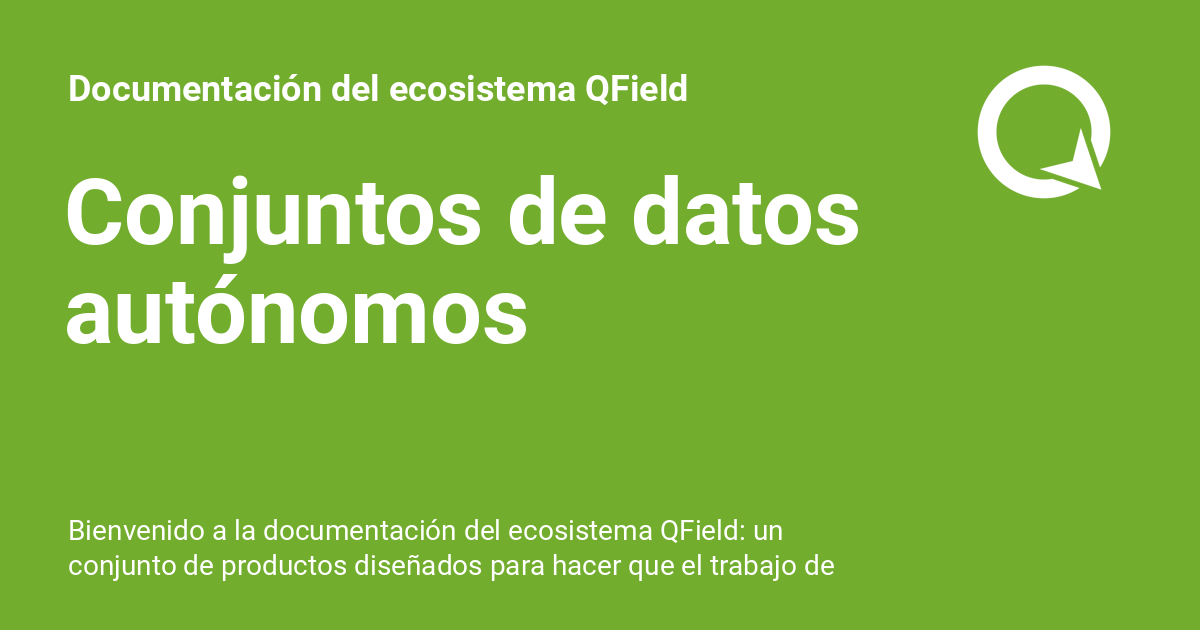 Documentación del ecosistema QField
Conjuntos de datos
autónomos
Bienvenido a la documentación del ecosistema QField: un
conjunto de productos diseñados para hacer que el trabajo de